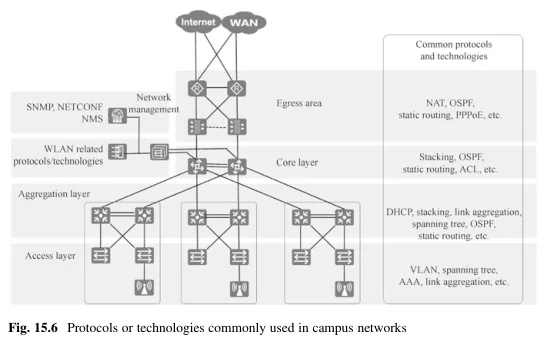 Internet
WAN
Common protocols
and technologies
Network
management
SNMP, NETCONF
NMS
Egress area
NAT, OSPF,
static routing, PPPoE, etc.
WLAN related
protocols/technologies
Core layer
Stacking, OSPF,
static routing, ACL, etc.
Aggregation layer
DHCP, stacking, link aggregation,
spanning tree, OSPF,
static routing, etc.
Access layer
VLAN, spanning tree,
AAA, link aggregation, etc.
Fig. 15.6 Protocols or technologies commonly used in campus networks